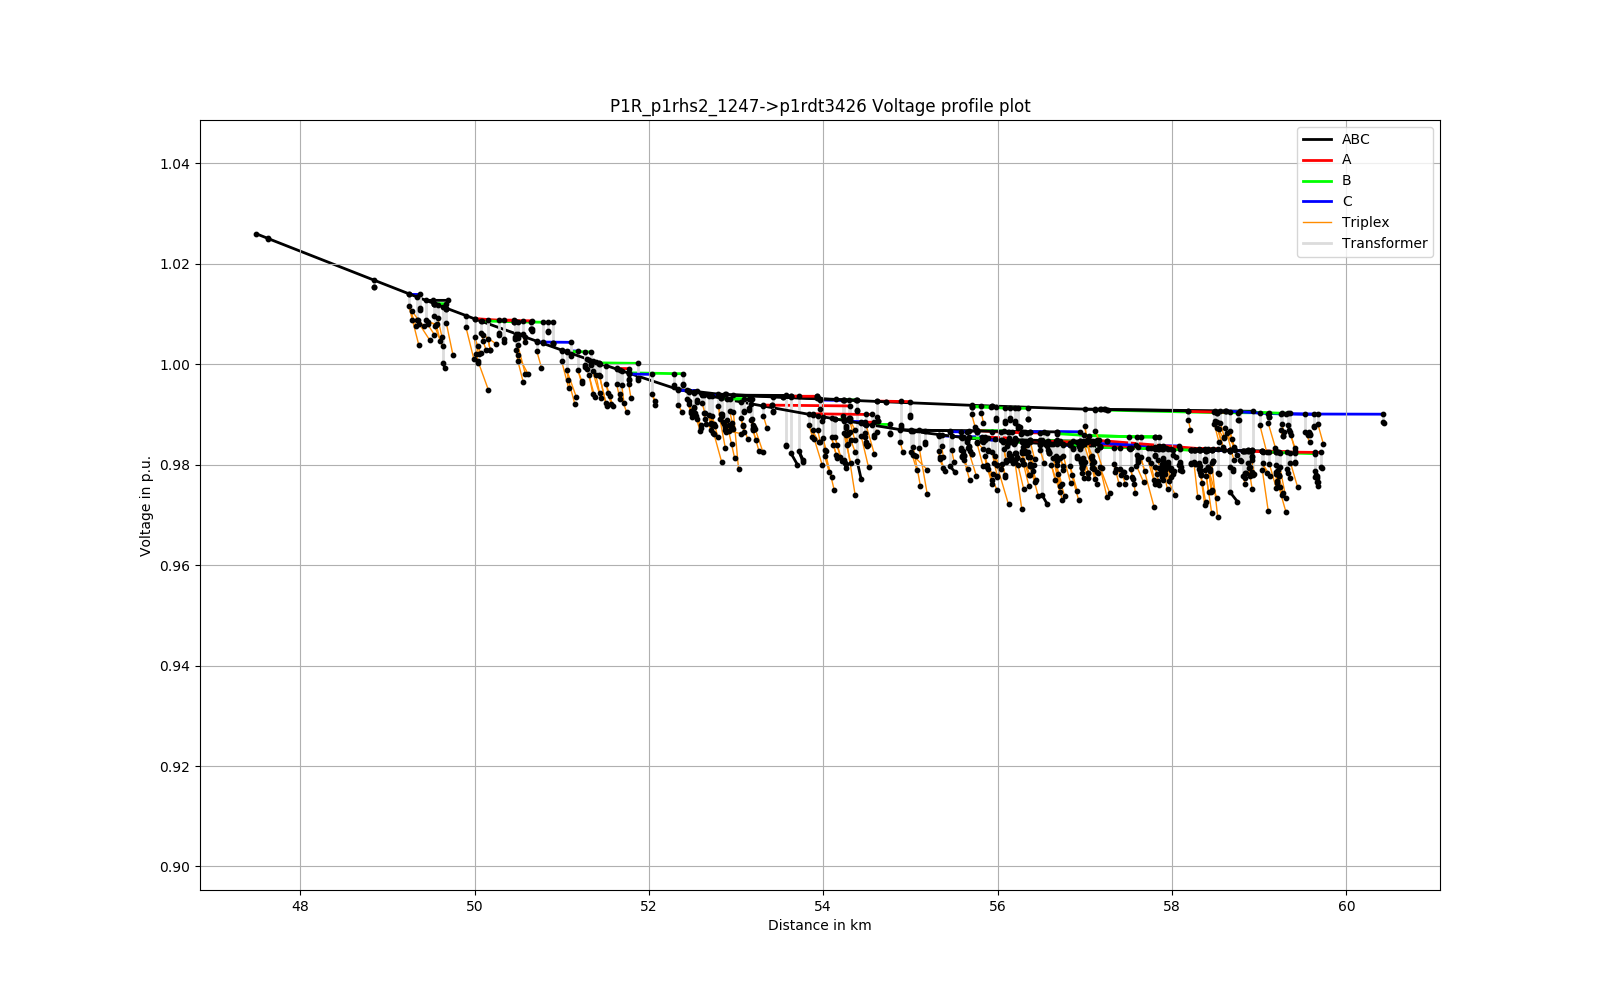 P1R_p1rhs2_1247->p1rdt3426 Voltage profile plot
ABC
A
B
C
Triplex
Transformer
1.04
1.02
1.00
0.98
0.96
0.94
0.92
0.90
Voltage in p.u.
48 50 52 54 56 58 60
Distance in km